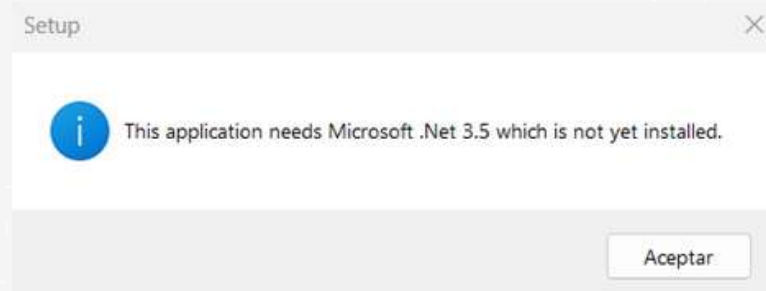 Setup
This application needs Microsoft .Net 3.5 which is not yet installed.
Aceptar